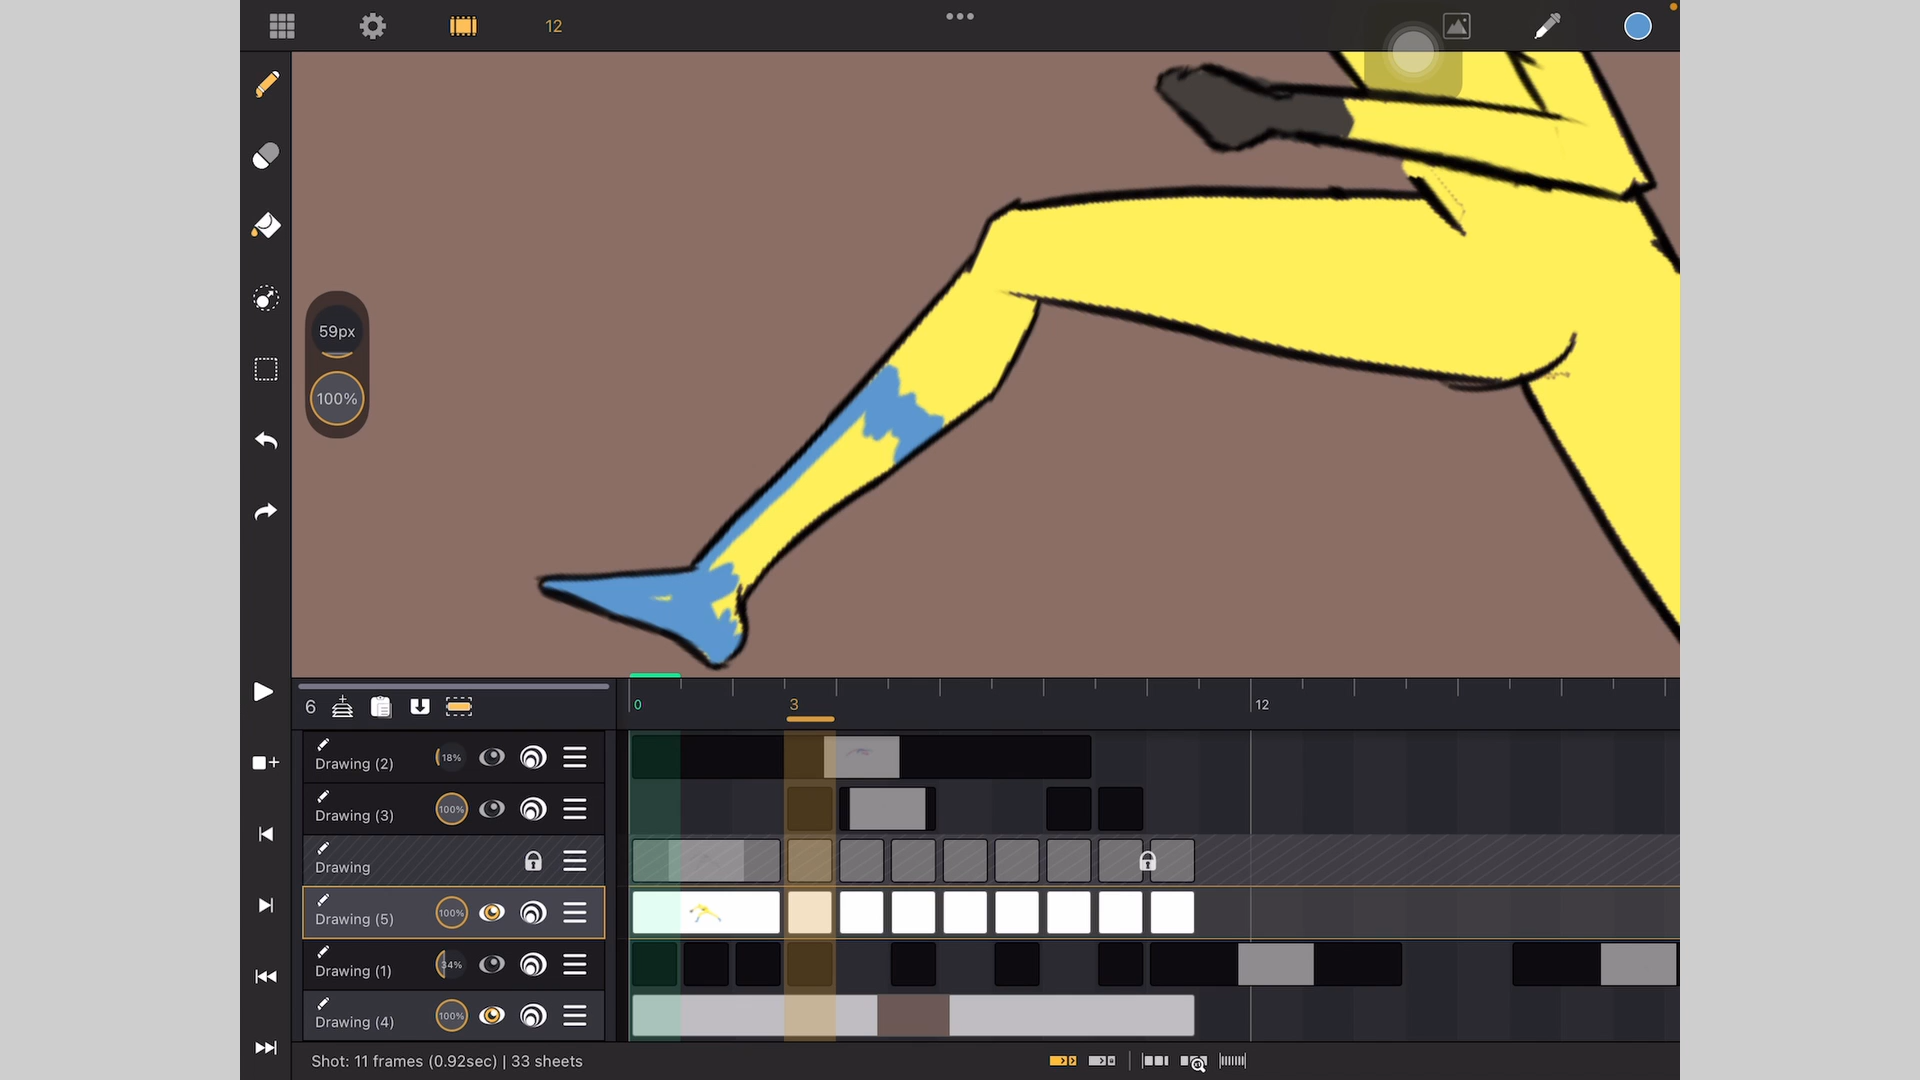 12
59px
100%
6
0
3
12
Drawing (2)
18%
Drawing (3)
100%
Drawing
Drawing (5)
100%
Drawing (1)
34%
Drawing (4)
100%
Shot: 11 frames (0.92sec) | 33 sheets